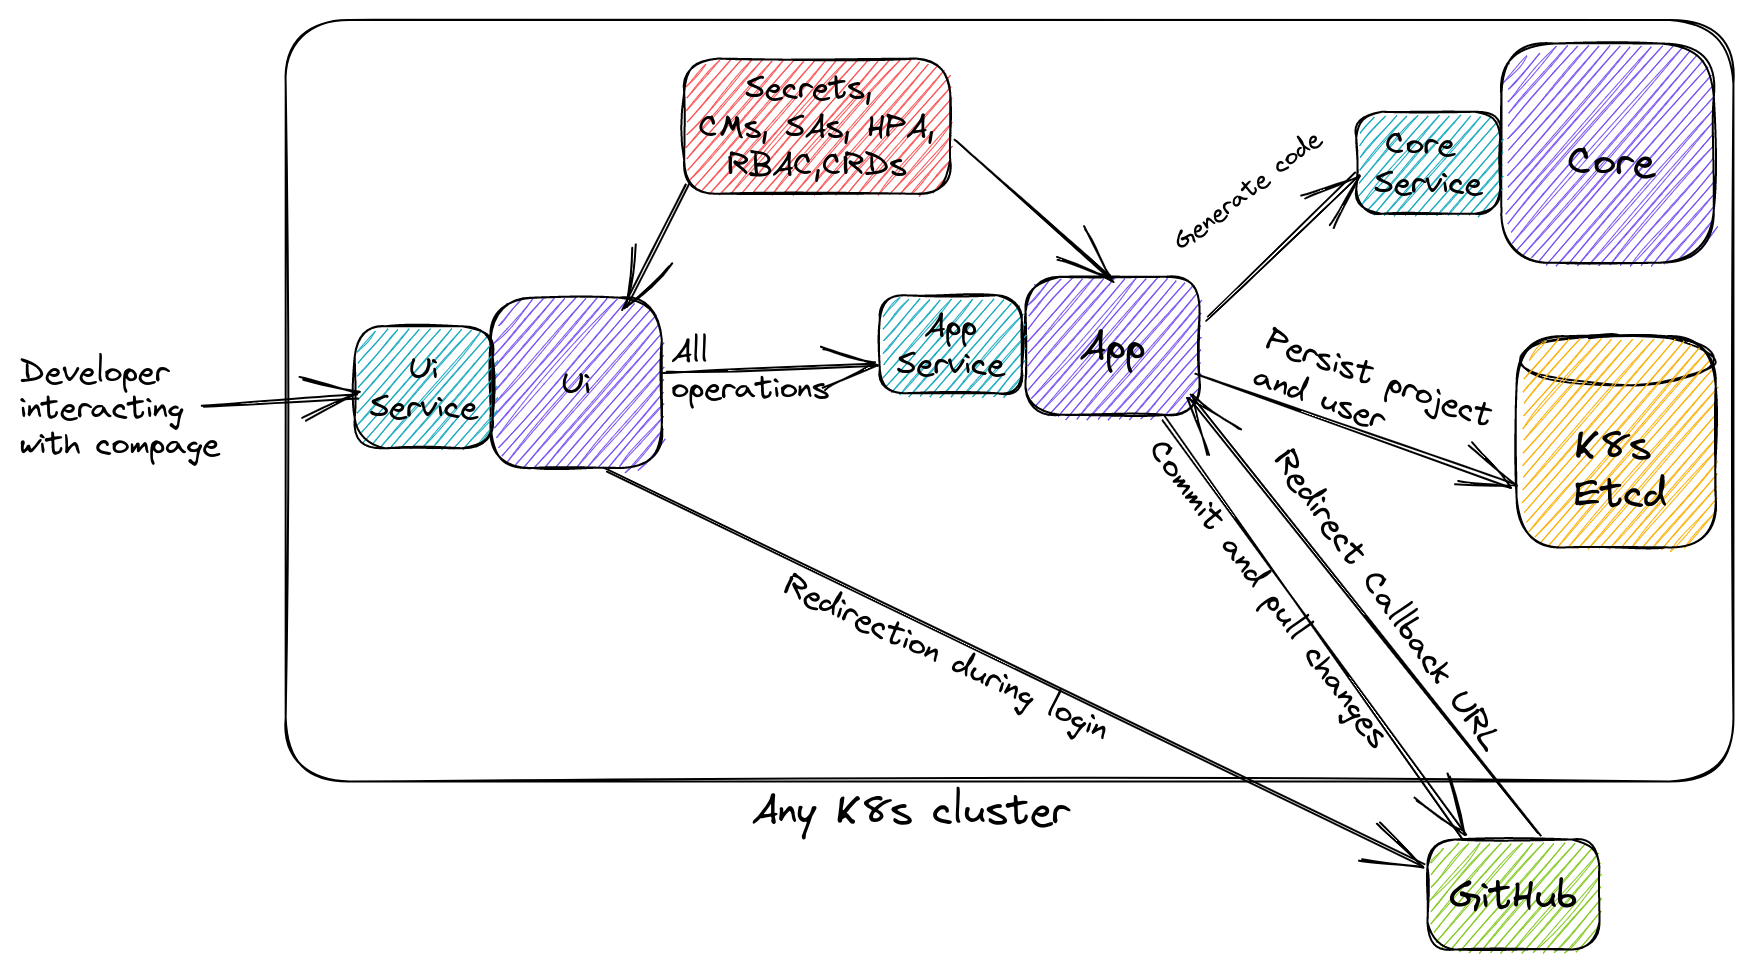 Secrets,
CMs, SAs, HPA,
RBAC,CRDs
Core
Service
Core
Generate code
Developer
interacting
with compage
Ui
Service
Ui
All
operations
App
Service
App
Persist project
and user
K8s
Etcd
Redirection during login
Commit and pull changes
Redirect Callback URL
Any K8s cluster
GitHub